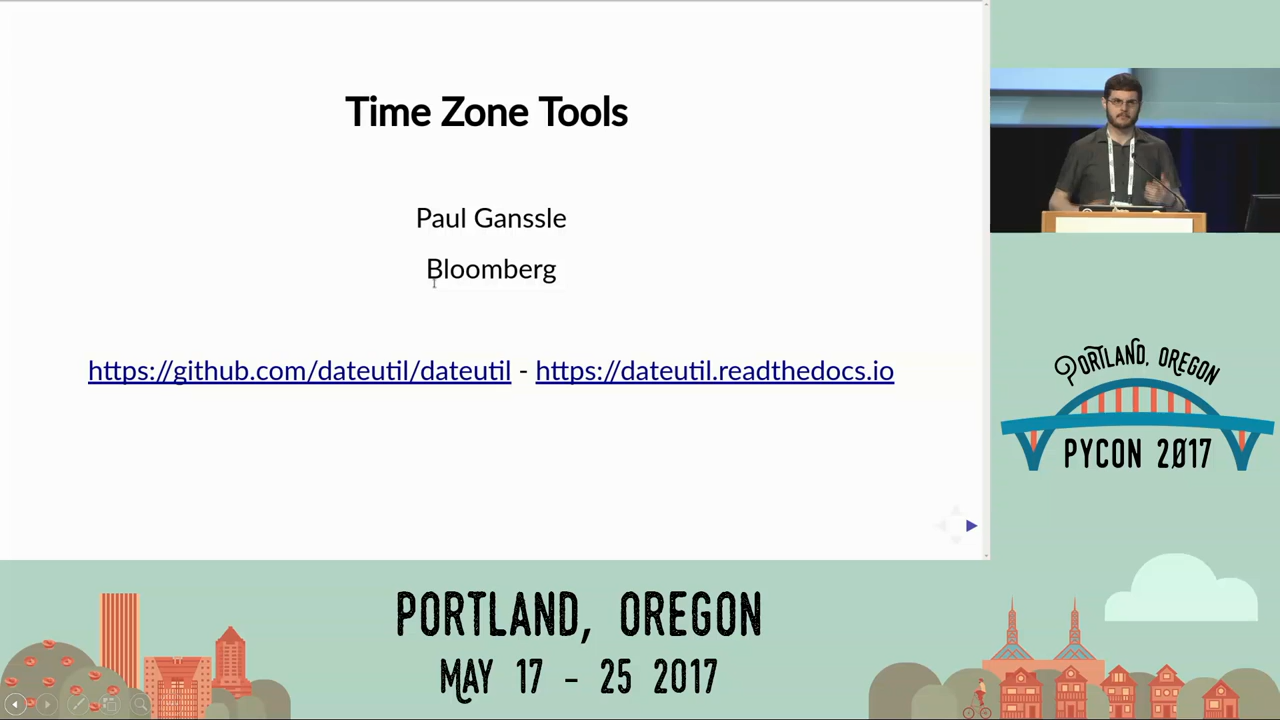 Time Zone Tools
Paul Ganssle
Bloomberg
https://github.com/dateutil/dateutil - https://dateutil.readthedocs.io
PORTLAND, OREGON
PYCON 2017
PORTLAND, OREGON
MAY 17 - 25 2017